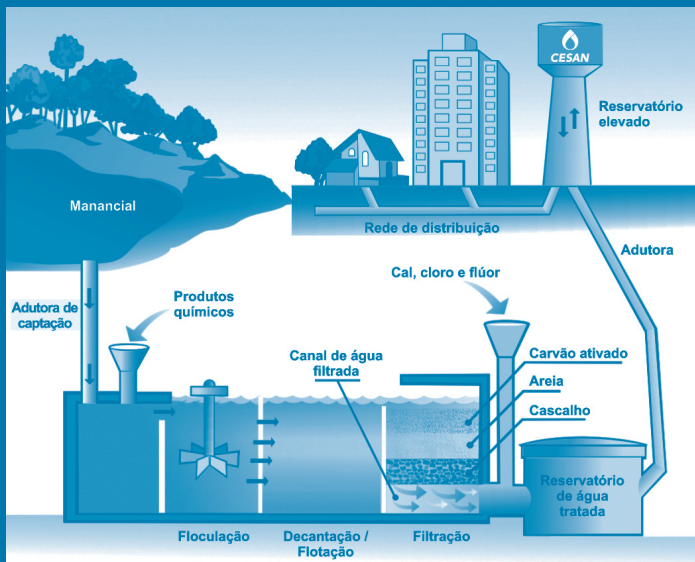 CESAN
Reservatório
elevado
Manancial
Rede de distribuição
Adutora
Adutora de
captação
Produtos
químicos
Cal, cloro e flúor
Canal de água
filtrada
Carvão ativado
Areia
Cascalho
Reservatório
de água
tratada
Floculação
Decantação /
Flotação
Filtração